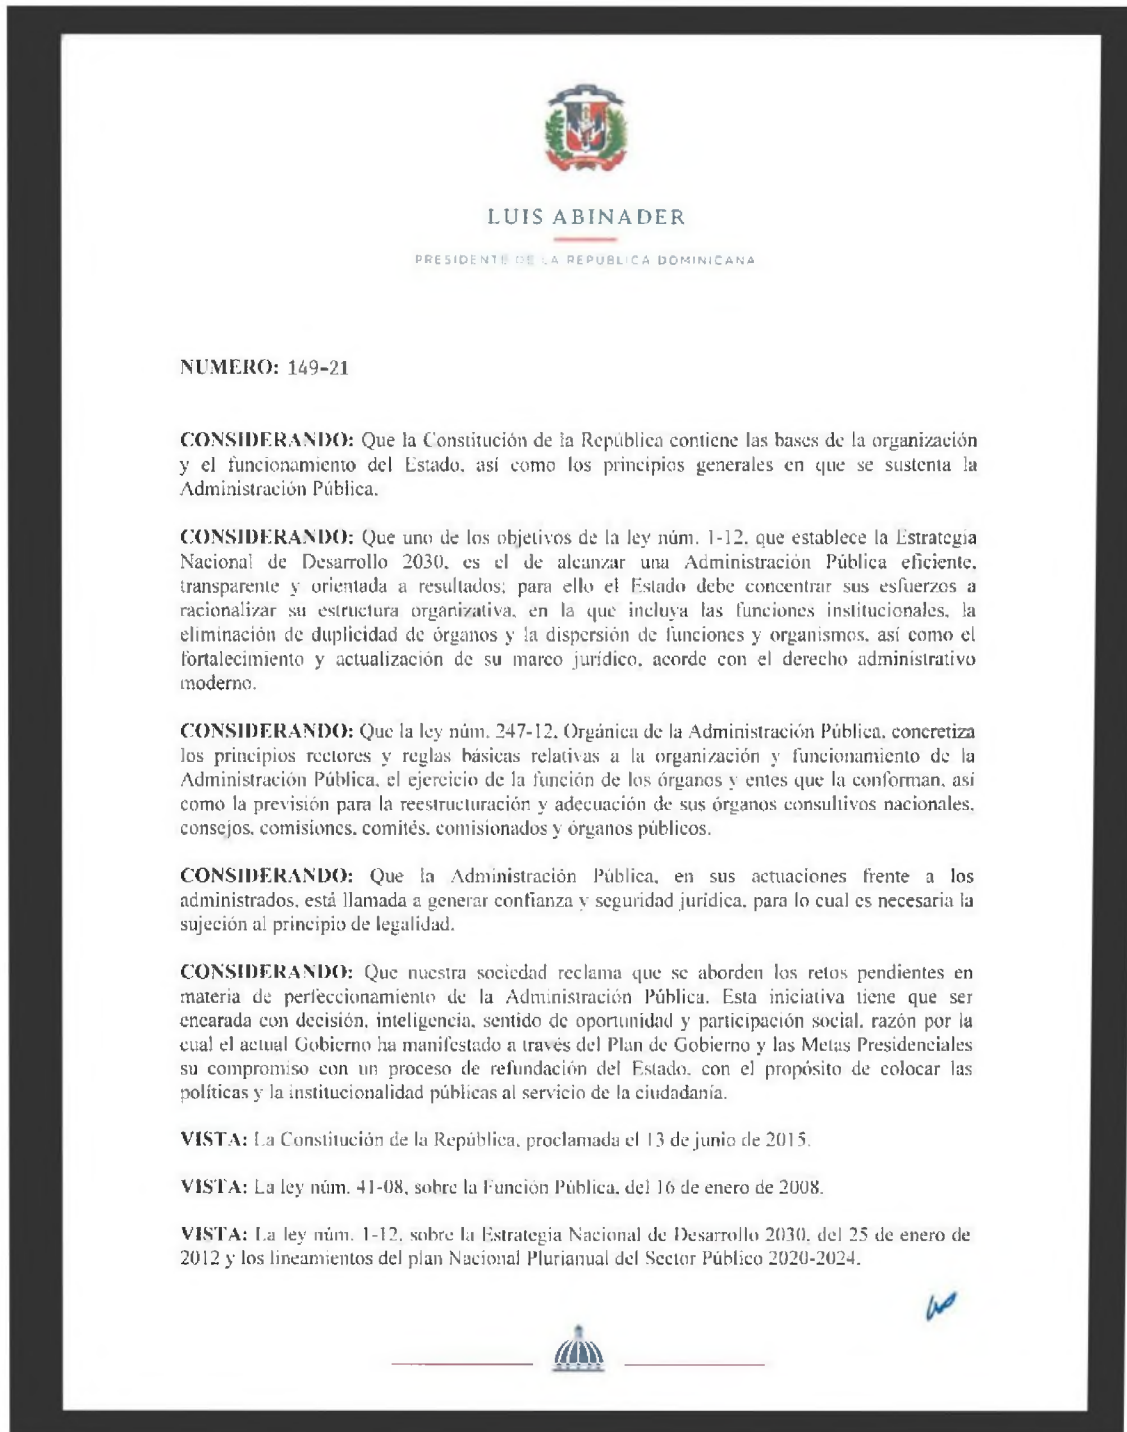 LUIS ABINADER
PRESIDENTE DE LA REPUBLICA DOMINICANA
NUMERO: 149-21
CONSIDERANDO: Que la Constitución de la República contiene las bases de la organización
y el funcionamiento del Estado, así como los principios generales en que se sustenta la
Administración Pública.
CONSIDERANDO: Que uno de los objetivos de la ley núm. 1-12, que establece la Estrategia
Nacional de Desarrollo 2030, es el de alcanzar una Administración Pública eficiente,
transparente y orientada a resultados; para ello el Estado debe concentrar sus esfuerzos a
racionalizar su estructura organizativa, en la que incluya las funciones institucionales, la
eliminación de duplicidad de órganos y la dispersión de funciones y organismos, así como el
fortalecimiento y actualización de su marco jurídico, acorde con el derecho administrativo
moderno.
CONSIDERANDO: Que la ley núm. 247-12, Orgánica de la Administración Pública, concretiza
los principios rectores y reglas básicas relativas a la organización y funcionamiento de la
Administración Pública, el ejercicio de la función de los órganos y entes que la conforman, así
como la previsión para la reestructuración y adecuación de sus órganos consultivos nacionales,
consejos, comisiones, comités, comisionados y órganos públicos.
CONSIDERANDO: Que la Administración Pública, en sus actuaciones frente a los
administrados, está llamada a generar confianza y seguridad jurídica, para lo cual es necesaria la
sujeción al principio de legalidad.
CONSIDERANDO: Que nuestra sociedad reclama que se aborden los retos pendientes en
materia de perfeccionamiento de la Administración Pública. Esta iniciativa tiene que ser
encarada con decisión, inteligencia, sentido de oportunidad y participación social, razón por la
cual el actual Gobierno ha manifestado a través del Plan de Gobierno y las Metas Presidenciales
su compromiso con un proceso de refundación del Estado, con el propósito de colocar las
políticas y la institucionalidad públicas al servicio de la ciudadanía.
VISTA: La Constitución de la República, proclamada el 13 de junio de 2015.
VISTA: La ley núm. 41-08, sobre la Función Pública, del 16 de enero de 2008.
VISTA: La ley núm. 1-12, sobre la Estrategia Nacional de Desarrollo 2030, del 25 de enero de
2012 y los lineamientos del plan Nacional Plurianual del Sector Público 2020-2024.